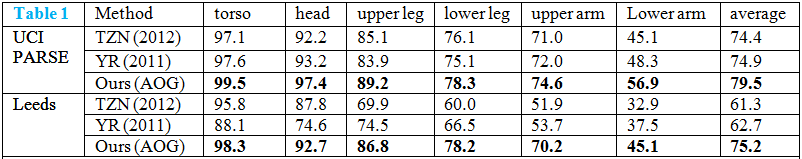 Table 1 Method torso head upper leg lower leg upper arm Lower arm average
UCI TZN (2012) 97.1 92.2 85.1 76.1 71.0 45.1 74.4
PARSE YR (2011) 97.6 93.2 83.9 75.1 72.0 48.3 74.9
Ours (AOG) 99.5 97.4 89.2 78.3 74.6 56.9 79.5
Leeds TZN (2012) 95.8 87.8 69.9 60.0 51.9 32.9 61.3
YR (2011) 88.1 74.6 74.5 66.5 53.7 37.5 62.7
Ours (AOG) 98.3 92.7 86.8 78.2 70.2 45.1 75.2